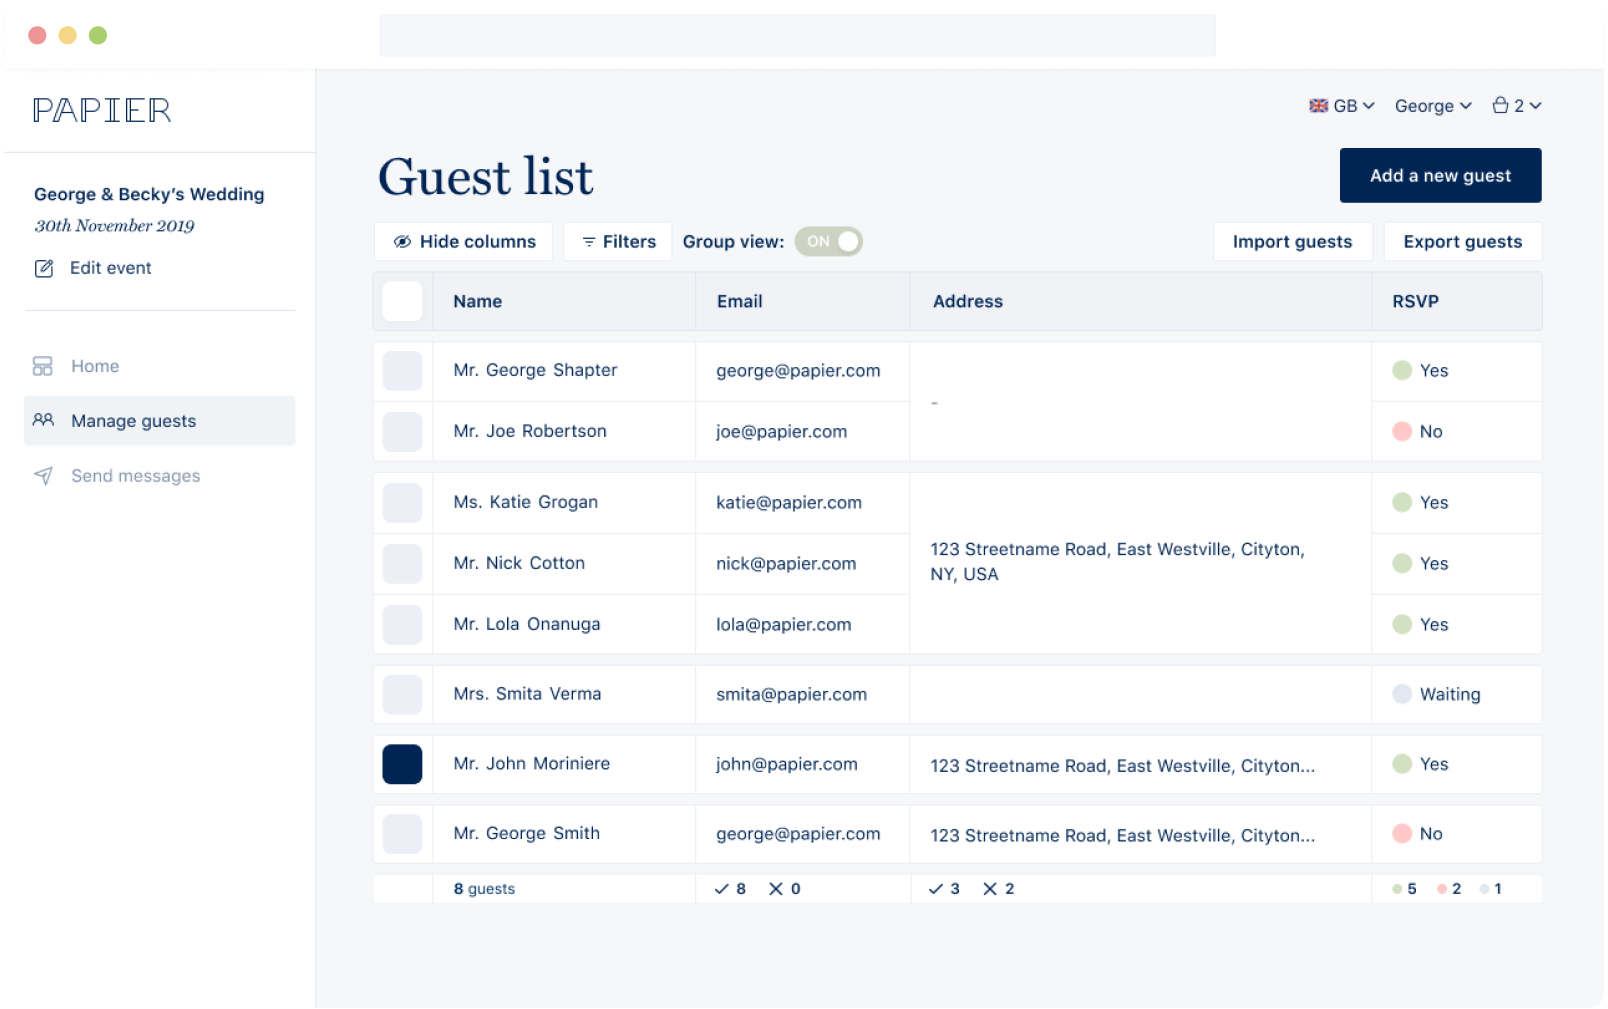 PAPIER
GB George 2
George & Becky’s Wedding
30th November 2019
Edit event
Home
Manage guests
Send messages
Guest list
Add a new guest
Hide columns Filters Group view: ON Import guests Export guests
Name Email Address RSVP
Mr. George Shapter george@papier.com - Yes
Mr. Joe Robertson joe@papier.com No
Ms. Katie Grogan katie@papier.com Yes
Mr. Nick Cotton nick@papier.com 123 Streetname Road, East Westville, Cityton,
NY, USA Yes
Mr. Lola Onanuga lola@papier.com Yes
Mrs. Smita Verma smita@papier.com Waiting
Mr. John Moriniere john@papier.com 123 Streetname Road, East Westville, Cityton... Yes
Mr. George Smith george@papier.com 123 Streetname Road, East Westville, Cityton... No
8 guests ✓ 8 ✕ 0 ✓ 3 ✕ 2 5 2 1